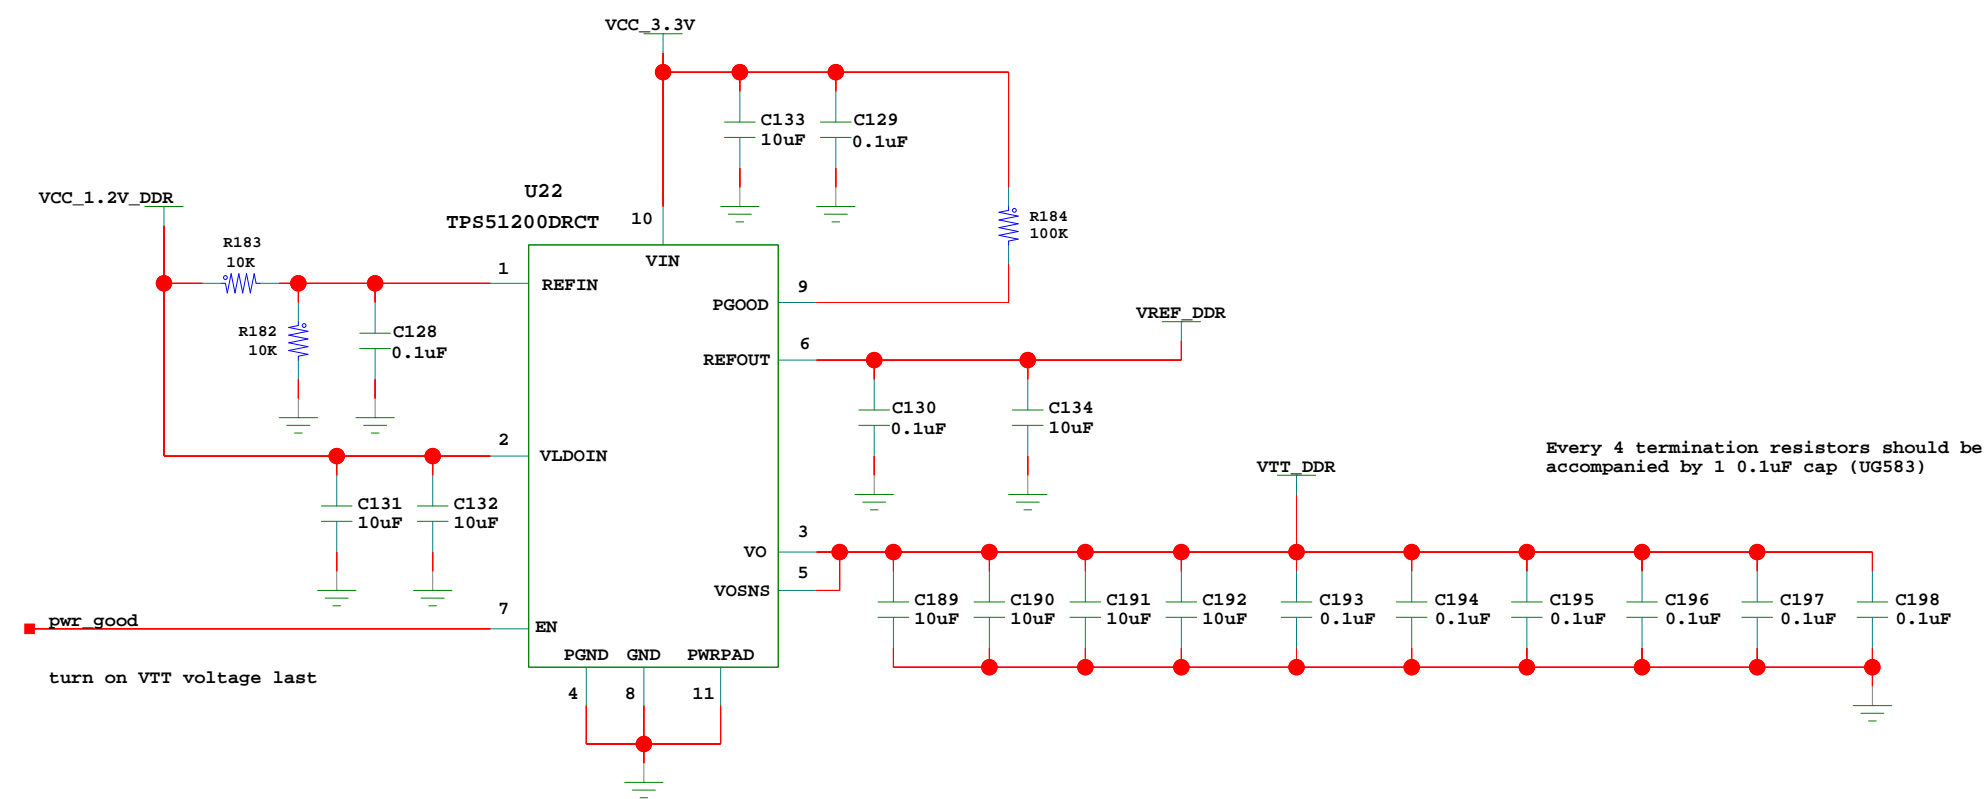 VCC_3.3V
C133
10uF
C129
0.1uF
VCC_1.2V_DDR
U22
TPS51200DRCT
10
VIN
R184
100K
R183
10K
1
REFIN
9
PGOOD
R182
10K
C128
0.1uF
VREF_DDR
6
REFOUT
C130
0.1uF
C134
10uF
2
VLDOIN
Every 4 termination resistors should be
accompanied by 1 0.1uF cap (UG583)
VTT_DDR
C131
10uF
C132
10uF
3
VO
5
VOSNS
C189
10uF
C190
10uF
C191
10uF
C192
10uF
C193
0.1uF
C194
0.1uF
C195
0.1uF
C196
0.1uF
C197
0.1uF
C198
0.1uF
pwr_good
7
EN
PGND
GND
PWRPAD
4
8
11
turn on VTT voltage last